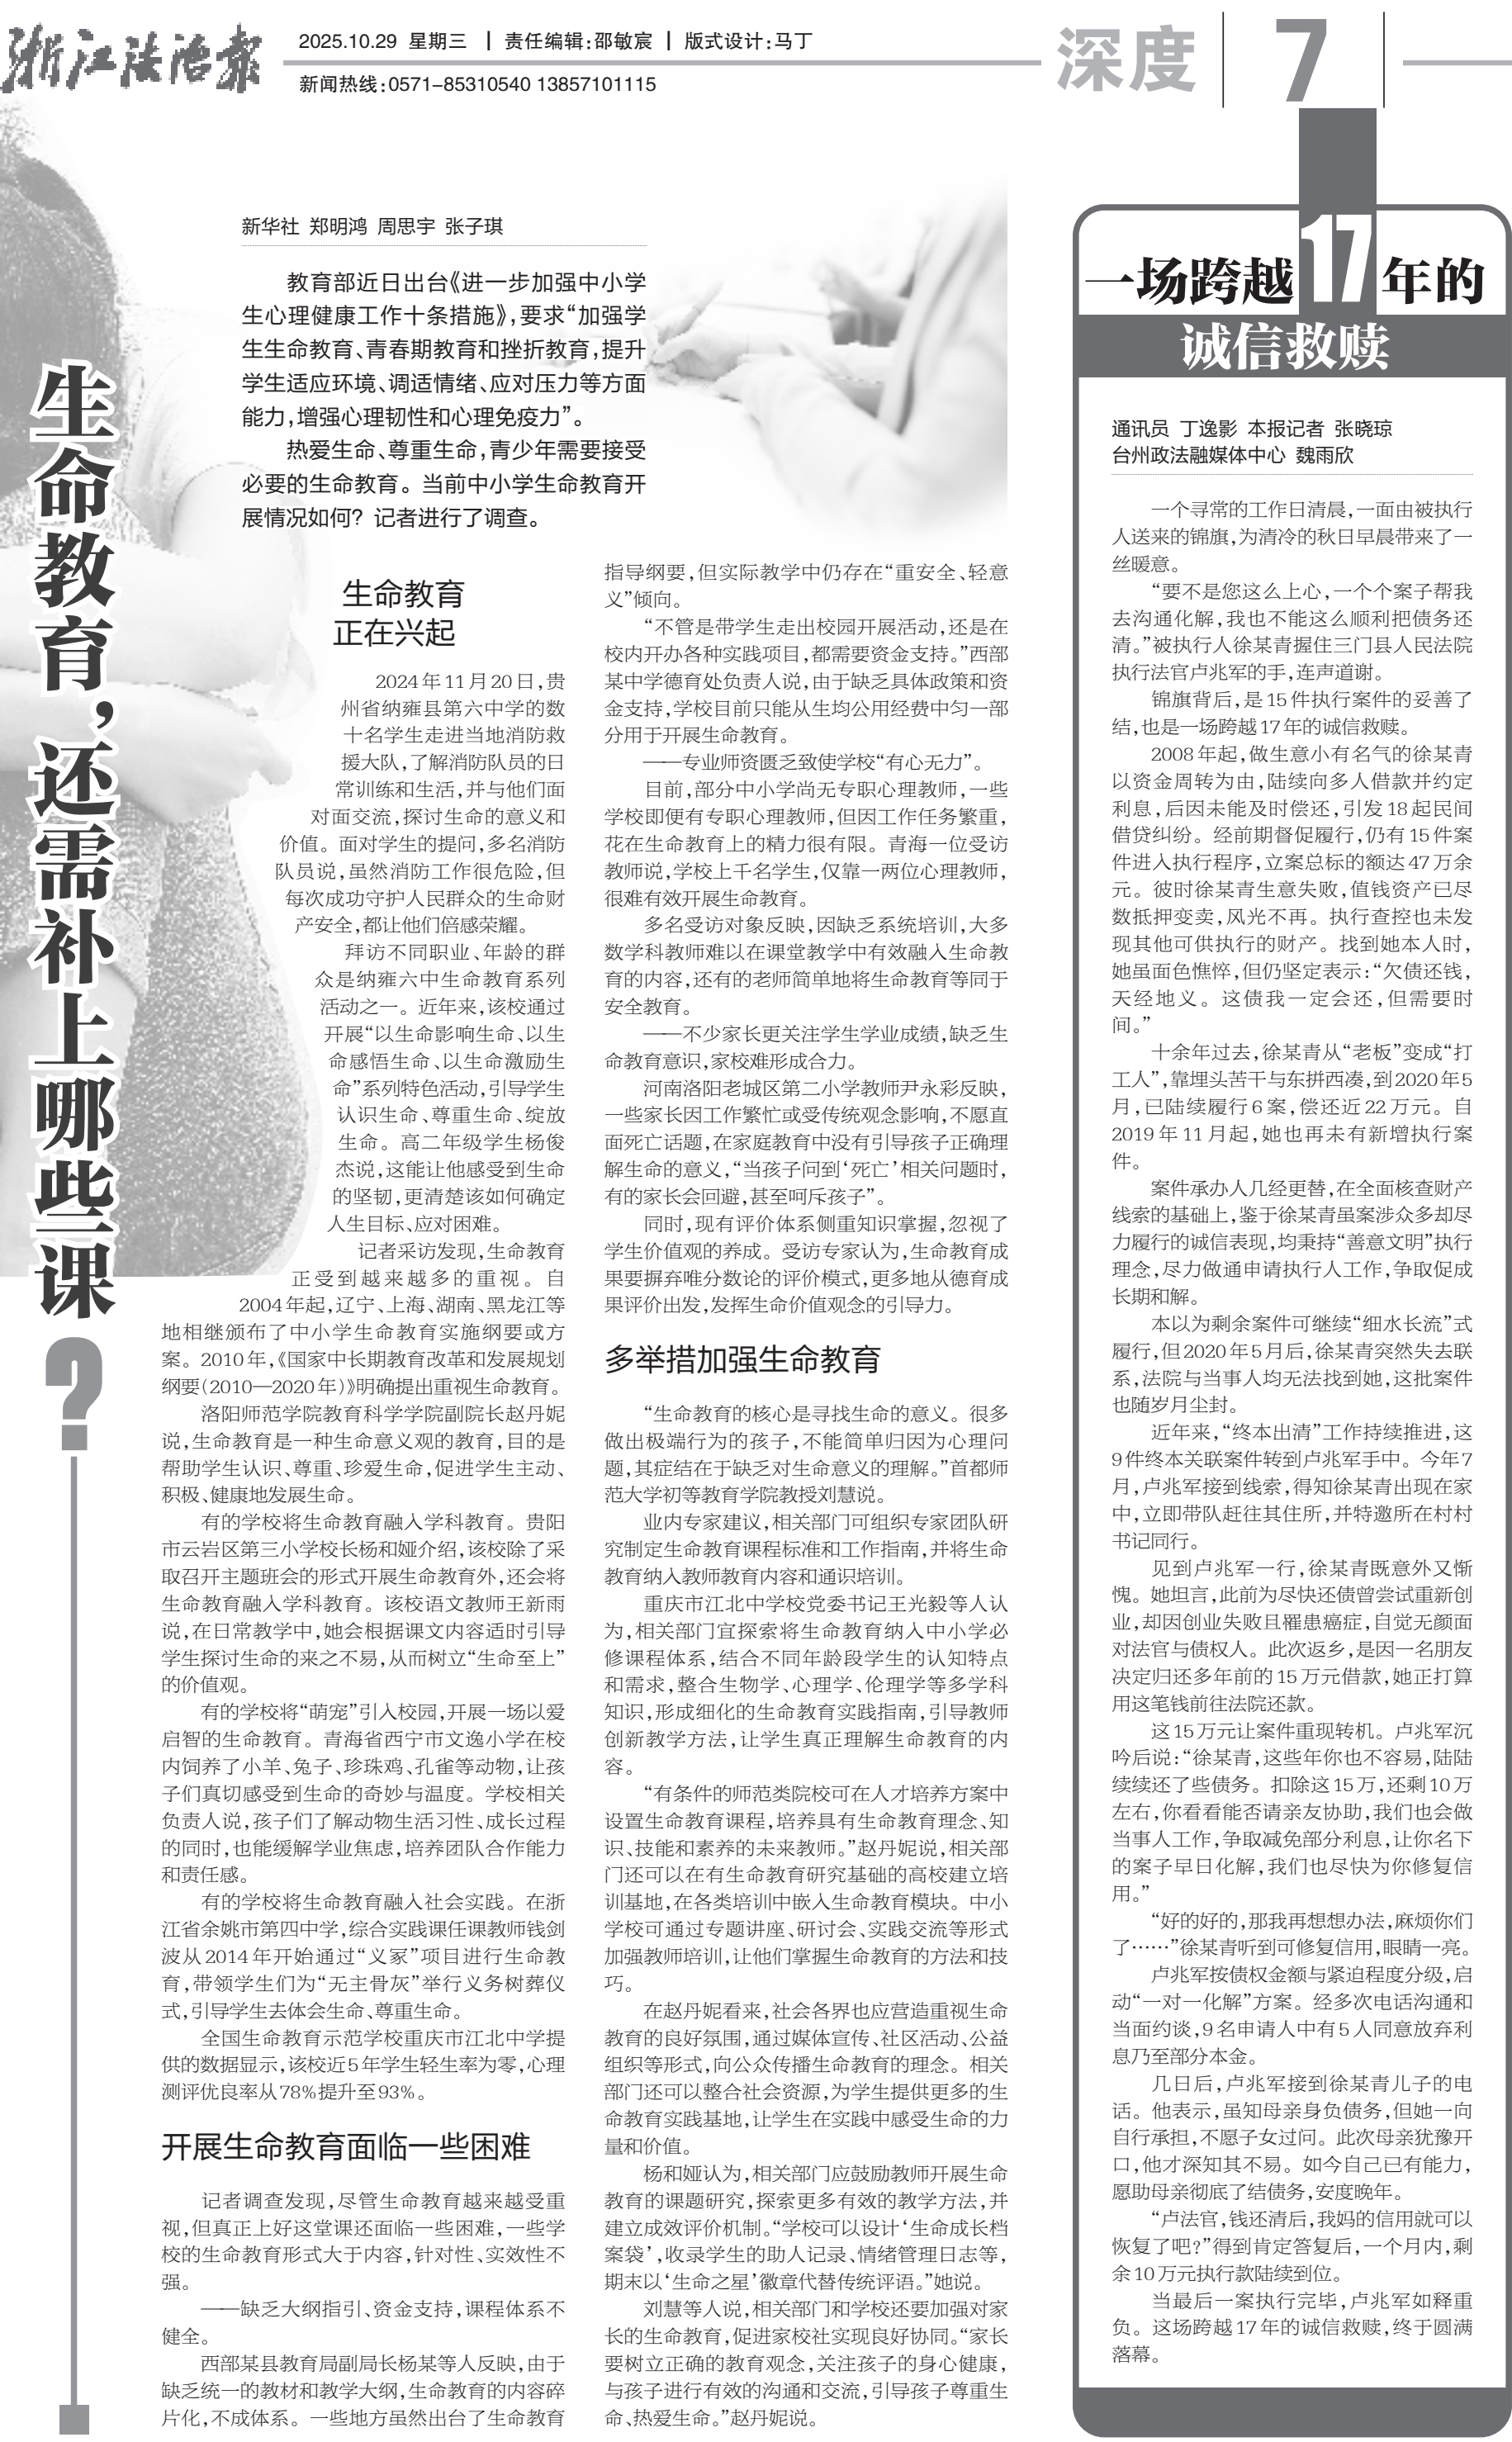 浙江法治报
2025.10.29 星期三 | 责任编辑:邵敏宸 | 版式设计:马丁
新闻热线:0571-85310540 13857101115
深度 7
生命教育,还需补上哪些课?
新华社 郑明鸿 周思宇 张子琪
教育部近日出台《进一步加强中小学
生心理健康工作十条措施》,要求“加强学
生生命教育、青春期教育和挫折教育,提升
学生适应环境、调适情绪、应对压力等方面
能力,增强心理韧性和心理免疫力”。
热爱生命、尊重生命,青少年需要接受
必要的生命教育。当前中小学生命教育开
展情况如何?记者进行了调查。
生命教育
正在兴起
2024年11月20日,贵
州省纳雍县第六中学的数
十名学生走进当地消防救
援大队,了解消防队员的日
常训练和生活,并与他们面
对面交流,探讨生命的意义和
价值。面对学生的提问,多名消防
队员说,虽然消防工作很危险,但
每次成功守护人民群众的生命财
产安全,都让他们倍感荣耀。
拜访不同职业、年龄的群
众是纳雍六中生命教育系列
活动之一。近年来,该校通过
开展“以生命影响生命、以生
命感悟生命、以生命激励生
命”系列特色活动,引导学生
认识生命、尊重生命、绽放
生命。高二年级学生杨俊
杰说,这能让他感受到生命
的坚韧,更清楚该如何确定
人生目标、应对困难。
记者采访发现,生命教育
正受到越来越多的重视。自
2004年起,辽宁、上海、湖南、黑龙江等
地相继颁布了中小学生命教育实施纲要或方
案。2010年,《国家中长期教育改革和发展规划
纲要(2010—2020年)》明确提出重视生命教育。
洛阳师范学院教育科学学院副院长赵丹妮
说,生命教育是一种生命意义观的教育,目的是
帮助学生认识、尊重、珍爱生命,促进学生主动、
积极、健康地发展生命。
有的学校将生命教育融入学科教育。贵阳
市云岩区第三小学校长杨和娅介绍,该校除了采
取召开主题班会的形式开展生命教育外,还会将
生命教育融入学科教育。该校语文教师王新雨
说,在日常教学中,她会根据课文内容适时引导
学生探讨生命的来之不易,从而树立“生命至上”
的价值观。
有的学校将“萌宠”引入校园,开展一场以爱
启智的生命教育。青海省西宁市文逸小学在校
内饲养了小羊、兔子、珍珠鸡、孔雀等动物,让孩
子们真切感受到生命的奇妙与温度。学校相关
负责人说,孩子们了解动物生活习性、成长过程
的同时,也能缓解学业焦虑,培养团队合作能力
和责任感。
有的学校将生命教育融入社会实践。在浙
江省余姚市第四中学,综合实践课任课教师钱剑
波从2014年开始通过“义冢”项目进行生命教
育,带领学生们为“无主骨灰”举行义务树葬仪
式,引导学生去体会生命、尊重生命。
全国生命教育示范学校重庆市江北中学提
供的数据显示,该校近5年学生轻生率为零,心理
测评优良率从78%提升至93%。
开展生命教育面临一些困难
记者调查发现,尽管生命教育越来越受重
视,但真正上好这堂课还面临一些困难,一些学
校的生命教育形式大于内容,针对性、实效性不
强。
——缺乏大纲指引、资金支持,课程体系不
健全。
西部某县教育局副局长杨某等人反映,由于
缺乏统一的教材和教学大纲,生命教育的内容碎
片化,不成体系。一些地方虽然出台了生命教育
指导纲要,但实际教学中仍存在“重安全、轻意
义”倾向。
“不管是带学生走出校园开展活动,还是在
校内开办各种实践项目,都需要资金支持。”西部
某中学德育处负责人说,由于缺乏具体政策和资
金支持,学校目前只能从生均公用经费中匀一部
分用于开展生命教育。
——专业师资匮乏致使学校“有心无力”。
目前,部分中小学尚无专职心理教师,一些
学校即便有专职心理教师,但因工作任务繁重,
花在生命教育上的精力很有限。青海一位受访
教师说,学校上千名学生,仅靠一两位心理教师,
很难有效开展生命教育。
多名受访对象反映,因缺乏系统培训,大多
数学科教师难以在课堂教学中有效融入生命教
育的内容,还有的老师简单地将生命教育等同于
安全教育。
——不少家长更关注学生学业成绩,缺乏生
命教育意识,家校难形成合力。
河南洛阳老城区第二小学教师尹永彩反映,
一些家长因工作繁忙或受传统观念影响,不愿直
面死亡话题,在家庭教育中没有引导孩子正确理
解生命的意义,“当孩子问到‘死亡’相关问题时,
有的家长会回避,甚至呵斥孩子”。
同时,现有评价体系侧重知识掌握,忽视了
学生价值观的养成。受访专家认为,生命教育成
果要摒弃唯分数论的评价模式,更多地从德育成
果评价出发,发挥生命价值观念的引导力。
多举措加强生命教育
“生命教育的核心是寻找生命的意义。很多
做出极端行为的孩子,不能简单归因为心理问
题,其症结在于缺乏对生命意义的理解。”首都师
范大学初等教育学院教授刘慧说。
业内专家建议,相关部门可组织专家团队研
究制定生命教育课程标准和工作指南,并将生命
教育纳入教师教育内容和通识培训。
重庆市江北中学校党委书记王光毅等人认
为,相关部门宜探索将生命教育纳入中小学必
修课程体系,结合不同年龄段学生的认知特点
和需求,整合生物学、心理学、伦理学等多学科
知识,形成细化的生命教育实践指南,引导教师
创新教学方法,让学生真正理解生命教育的内
容。
“有条件的师范类院校可在人才培养方案中
设置生命教育课程,培养具有生命教育理念、知
识、技能和素养的未来教师。”赵丹妮说,相关部
门还可以在有生命教育研究基础的高校建立培
训基地,在各类培训中嵌入生命教育模块。中小
学校可通过专题讲座、研讨会、实践交流等形式
加强教师培训,让他们掌握生命教育的方法和技
巧。
在赵丹妮看来,社会各界也应营造重视生命
教育的良好氛围,通过媒体宣传、社区活动、公益
组织等形式,向公众传播生命教育的理念。相关
部门还可以整合社会资源,为学生提供更多的生
命教育实践基地,让学生在实践中感受生命的力
量和价值。
杨和娅认为,相关部门应鼓励教师开展生命
教育的课题研究,探索更多有效的教学方法,并
建立成效评价机制。“学校可以设计‘生命成长档
案袋’,收录学生的助人记录、情绪管理日志等,
期末以‘生命之星’徽章代替传统评语。”她说。
刘慧等人说,相关部门和学校还要加强对家
长的生命教育,促进家校社实现良好协同。“家长
要树立正确的教育观念,关注孩子的身心健康,
与孩子进行有效的沟通和交流,引导孩子尊重生
命、热爱生命。”赵丹妮说。
一场跨越17年的
诚信救赎
通讯员 丁逸影 本报记者 张晓琼
台州政法融媒体中心 魏雨欣
一个寻常的工作日清晨,一面由被执行
人送来的锦旗,为清冷的秋日早晨带来了一
丝暖意。
“要不是您这么上心,一个个案子帮我
去沟通化解,我也不能这么顺利把债务还
清。”被执行人徐某青握住三门县人民法院
执行法官卢兆军的手,连声道谢。
锦旗背后,是15件执行案件的妥善了
结,也是一场跨越17年的诚信救赎。
2008年起,做生意小有名气的徐某青
以资金周转为由,陆续向多人借款并约定
利息,后因未能及时偿还,引发18起民间
借贷纠纷。经前期督促履行,仍有15件案
件进入执行程序,立案总标的额达47万余
元。彼时徐某青生意失败,值钱资产已尽
数抵押变卖,风光不再。执行查控也未发
现其他可供执行的财产。找到她本人时,
她虽面色憔悴,但仍坚定表示:“欠债还钱,
天经地义。这债我一定会还,但需要时
间。”
十余年过去,徐某青从“老板”变成“打
工人”,靠埋头苦干与东拼西凑,到2020年5
月,已陆续履行6案,偿还近22万元。自
2019年11月起,她也再未有新增执行案
件。
案件承办人几经更替,在全面核查财产
线索的基础上,鉴于徐某青虽案涉众多却尽
力履行的诚信表现,均秉持“善意文明”执行
理念,尽力做通申请执行人工作,争取促成
长期和解。
本以为剩余案件可继续“细水长流”式
履行,但2020年5月后,徐某青突然失去联
系,法院与当事人均无法找到她,这批案件
也随岁月尘封。
近年来,“终本出清”工作持续推进,这
9件终本关联案件转到卢兆军手中。今年7
月,卢兆军接到线索,得知徐某青出现在家
中,立即带队赶往其住所,并特邀所在村村
书记同行。
见到卢兆军一行,徐某青既意外又惭
愧。她坦言,此前为尽快还债曾尝试重新创
业,却因创业失败且罹患癌症,自觉无颜面
对法官与债权人。此次返乡,是因一名朋友
决定归还多年前的15万元借款,她正打算
用这笔钱前往法院还款。
这15万元让案件重现转机。卢兆军沉
吟后说:“徐某青,这些年你也不容易,陆陆
续续还了些债务。扣除这15万,还剩10万
左右,你看看能否请亲友协助,我们也会做
当事人工作,争取减免部分利息,让你名下
的案子早日化解,我们也尽快为你修复信
用。”
“好的好的,那我再想想办法,麻烦你们
了……”徐某青听到可修复信用,眼睛一亮。
卢兆军按债权金额与紧迫程度分级,启
动“一对一化解”方案。经多次电话沟通和
当面约谈,9名申请人中有5人同意放弃利
息乃至部分本金。
几日后,卢兆军接到徐某青儿子的电
话。他表示,虽知母亲身负债务,但她一向
自行承担,不愿子女过问。此次母亲犹豫开
口,他才深知其不易。如今自己已有能力,
愿助母亲彻底了结债务,安度晚年。
“卢法官,钱还清后,我妈的信用就可以
恢复了吧?”得到肯定答复后,一个月内,剩
余10万元执行款陆续到位。
当最后一案执行完毕,卢兆军如释重
负。这场跨越17年的诚信救赎,终于圆满
落幕。